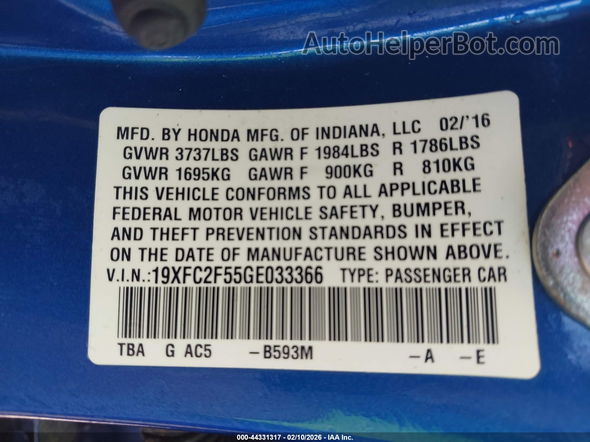 AutoHelperBot.com
MFD. BY HONDA MFG. OF INDIANA, LLC 02/'16
GVWR 3737LBS GAWR F 1984LBS R 1786LBS
GVWR 1695KG GAWR F 900KG R 810KG
THIS VEHICLE CONFORMS TO ALL APPLICABLE
FEDERAL MOTOR VEHICLE SAFETY, BUMPER,
AND THEFT PREVENTION STANDARDS IN EFFECT
ON THE DATE OF MANUFACTURE SHOWN ABOVE.
V.I.N.:19XFC2F55GE033366 TYPE: PASSENGER CAR
TBA G AC5 -B593M -A -E
000-44331317 - 02/10/2026 - IAA Inc.